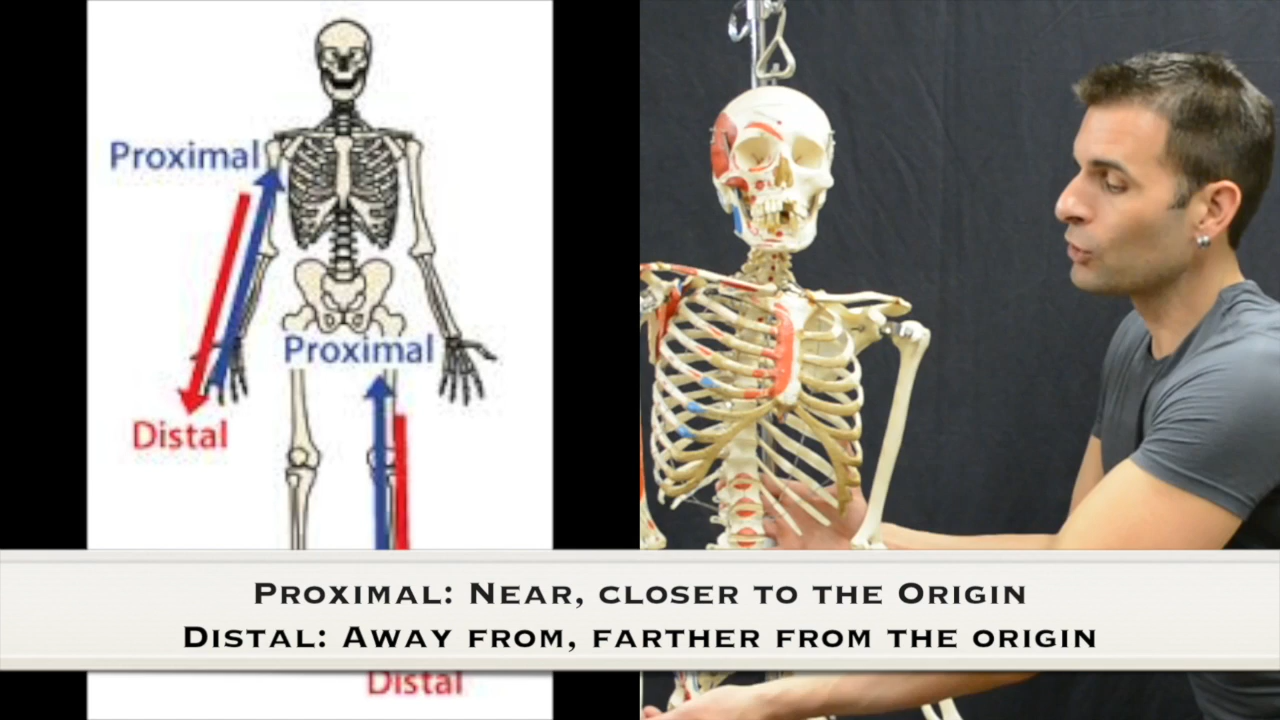 Proximal
Proximal
Distal
PROXIMAL: NEAR, CLOSER TO THE ORIGIN
DISTAL: AWAY FROM, FARTHER FROM THE ORIGIN
Distal